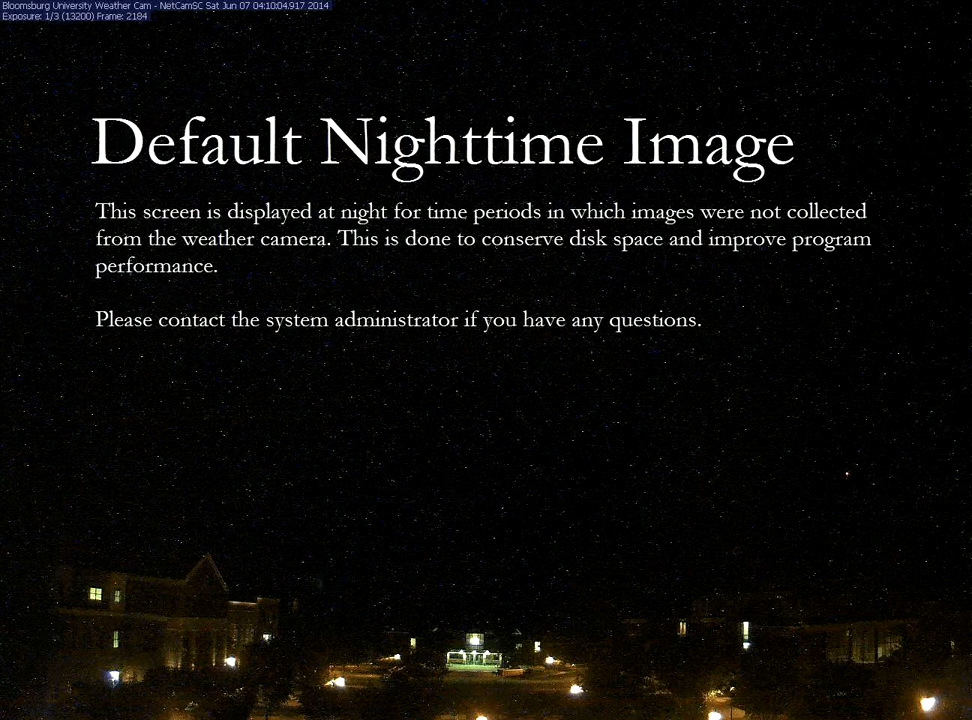 Bloomsburg University Weather Cam - NetCamSC Sat Jun 07 04:10:04.917 2014
Exposure: 1/3 (13200) Frame: 2184
Default Nighttime Image
This screen is displayed at night for time periods in which images were not collected
from the weather camera. This is done to conserve disk space and improve program
performance.
Please contact the system administrator if you have any questions.